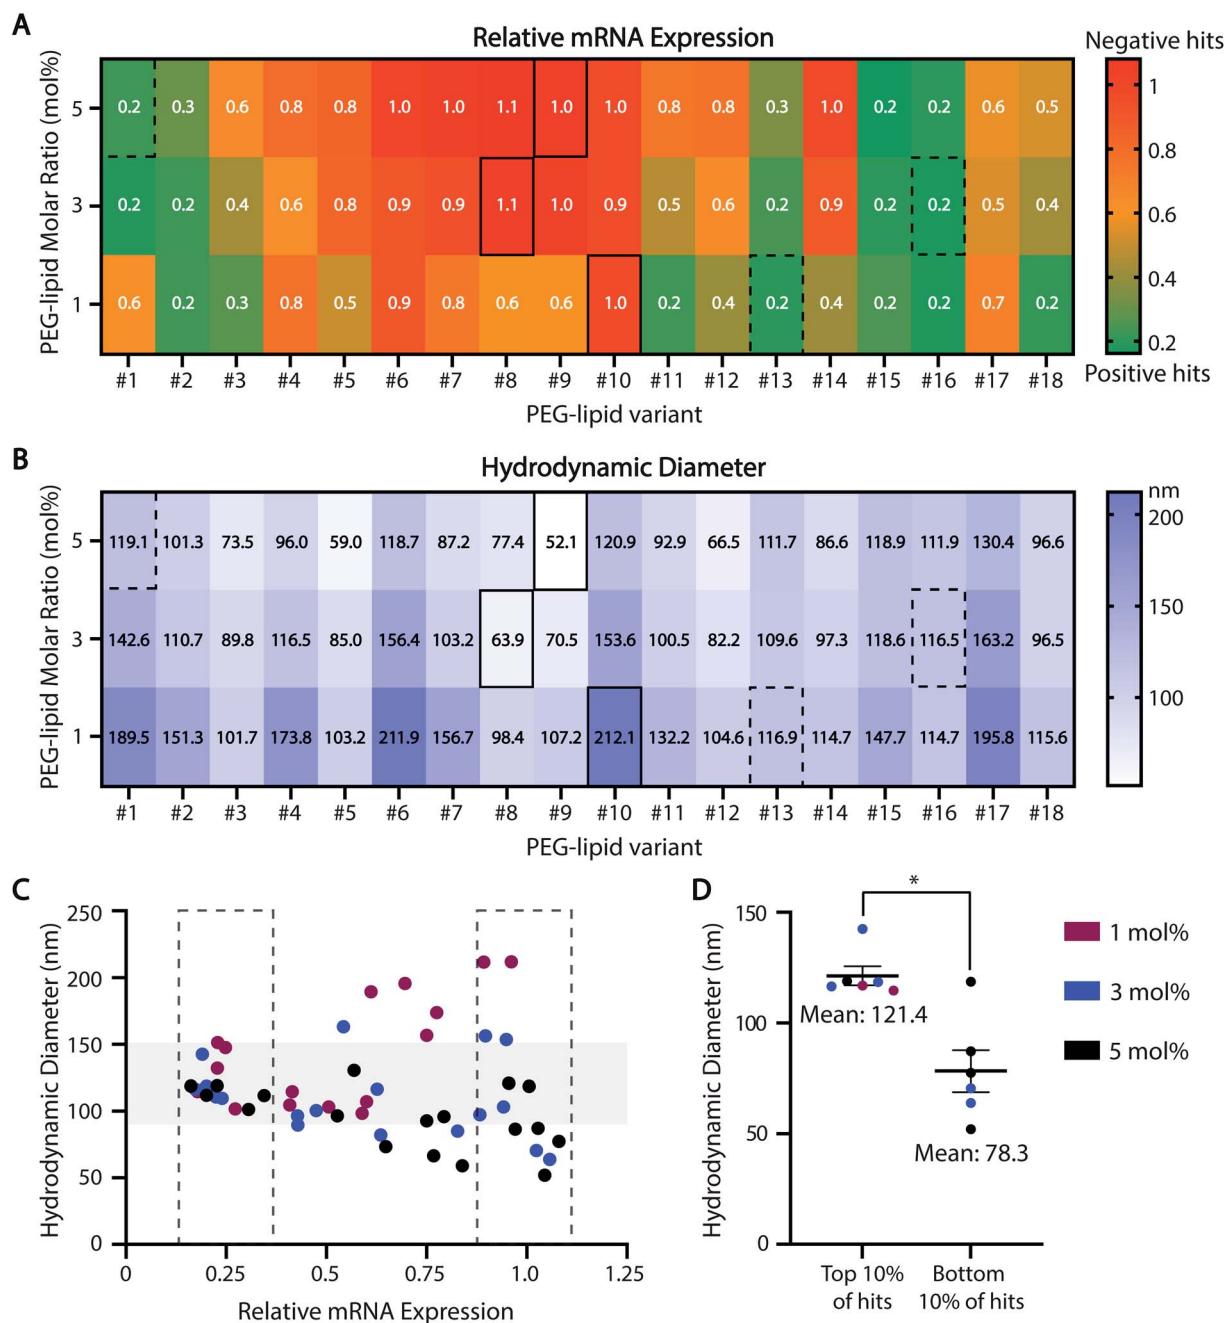 A
Relative mRNA Expression
Negative hits
PEG-lipid Molar Ratio (mol%)
5 0.2 0.3 0.6 0.8 0.8 1.0 1.0 1.1 1.0 1.0 0.8 0.8 0.3 1.0 0.2 0.2 0.6 0.5
3 0.2 0.2 0.4 0.6 0.8 0.9 0.9 1.1 1.0 0.9 0.5 0.6 0.2 0.9 0.2 0.2 0.5 0.4
1 0.6 0.2 0.3 0.8 0.5 0.9 0.8 0.6 0.6 1.0 0.2 0.4 0.2 0.4 0.2 0.2 0.7 0.2
#1 #2 #3 #4 #5 #6 #7 #8 #9 #10 #11 #12 #13 #14 #15 #16 #17 #18
PEG-lipid variant
1
0.8
0.6
0.4
0.2
Positive hits
B
Hydrodynamic Diameter
PEG-lipid Molar Ratio (mol%)
5 119.1 101.3 73.5 96.0 59.0 118.7 87.2 77.4 52.1 120.9 92.9 66.5 111.7 86.6 118.9 111.9 130.4 96.6
3 142.6 110.7 89.8 116.5 85.0 156.4 103.2 63.9 70.5 153.6 100.5 82.2 109.6 97.3 118.6 116.5 163.2 96.5
1 189.5 151.3 101.7 173.8 103.2 211.9 156.7 98.4 107.2 212.1 132.2 104.6 116.9 114.7 147.7 114.7 195.8 115.6
#1 #2 #3 #4 #5 #6 #7 #8 #9 #10 #11 #12 #13 #14 #15 #16 #17 #18
PEG-lipid variant
nm
200
150
100
C
Hydrodynamic Diameter (nm)
250
200
150
100
50
0
0 0.25 0.5 0.75 1.0 1.25
Relative mRNA Expression
D
Hydrodynamic Diameter (nm)
150
100
50
0
*
Mean: 121.4
Mean: 78.3
Top 10%
of hits
Bottom
10% of hits
1 mol%
3 mol%
5 mol%